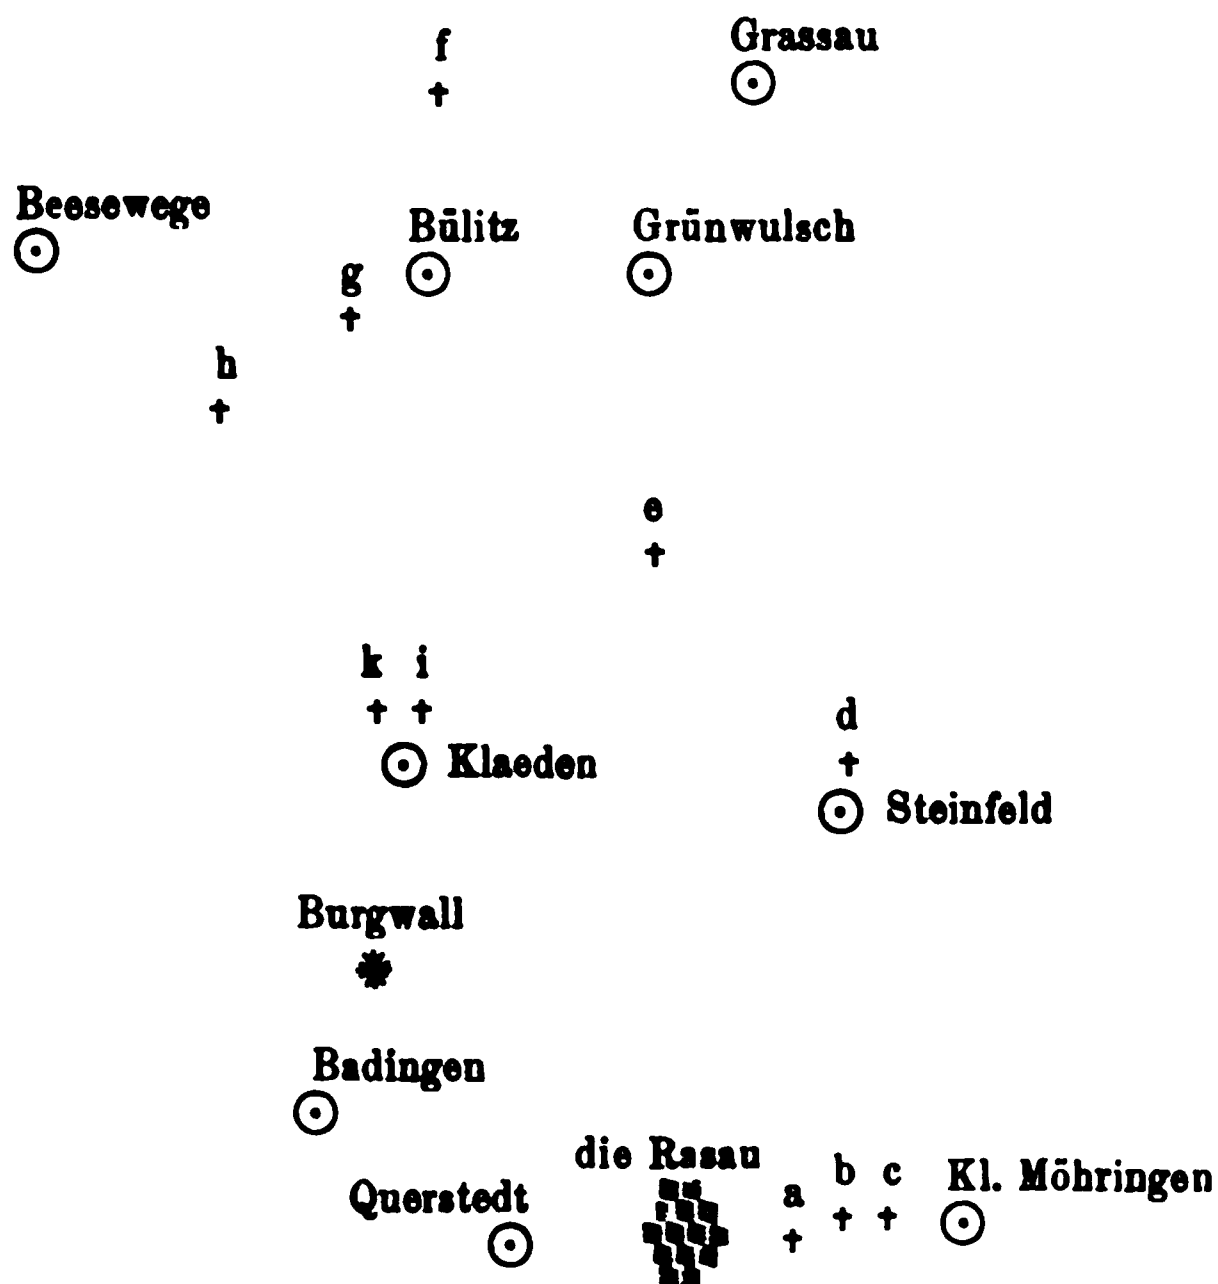 f
Grassau
Beesewege
Bülitz
Grünwulsch
g
h
e
k i
d
Klaeden
Steinfeld
Burgwall
Badingen
die Rasau
a b c
Kl. Möhringen
Querstedt